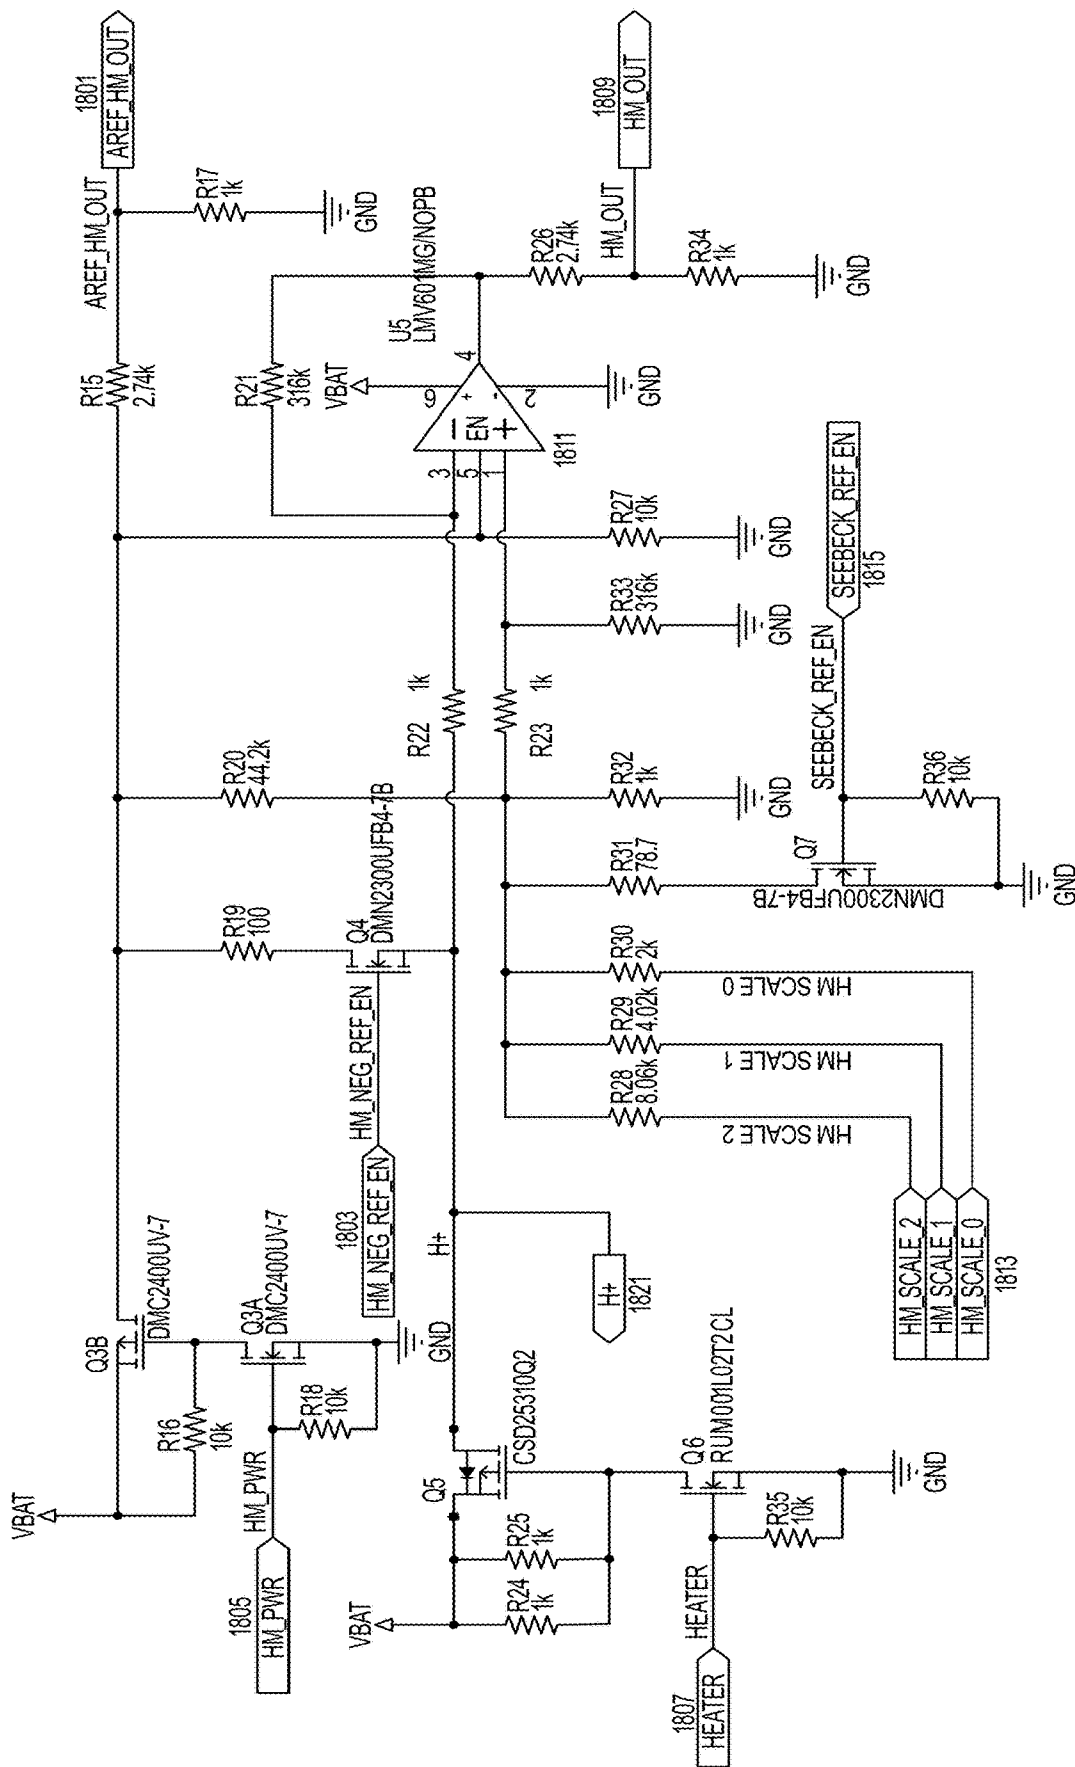 VBAT
Q3B
DMC2400UV-7
R16
10k
Q3A
DMC2400UV-7
R18
10k
GND
HM_PWR
1805
HM_PWR
1803
HM_NEG_REF_EN
HM_NEG_REF_EN
Q4
DMN2300UFB4-7B
R19
100
R20
44.2k
R15
2.74k
AREF_HM_OUT
1801
AREF_HM_OUT
R17
1k
GND
R21
316k
VBAT
U5
LMV601MG/NOPB
6
4
3
5
1
2
EN
+
-
−
+
1811
GND
R26
2.74k
HM_OUT
1809
HM_OUT
R34
1k
GND
R22
1k
R23
1k
R27
10k
GND
R33
316k
GND
R32
1k
GND
R31
78.7
R30
2k
R29
4.02k
R28
8.06k
HM SCALE 0
HM SCALE 1
HM SCALE 2
HM_SCALE_2
HM_SCALE_1
HM_SCALE_0
1813
Q7
DMN2300UFB4-7B
SEEBECK_REF_EN
SEEBECK_REF_EN
1815
R36
10k
GND
H+
H+
1821
VBAT
Q5
CSD25310Q2
R25
1k
R24
1k
Q6
RUM001L02T2CL
R35
10k
GND
HEATER
1807
HEATER